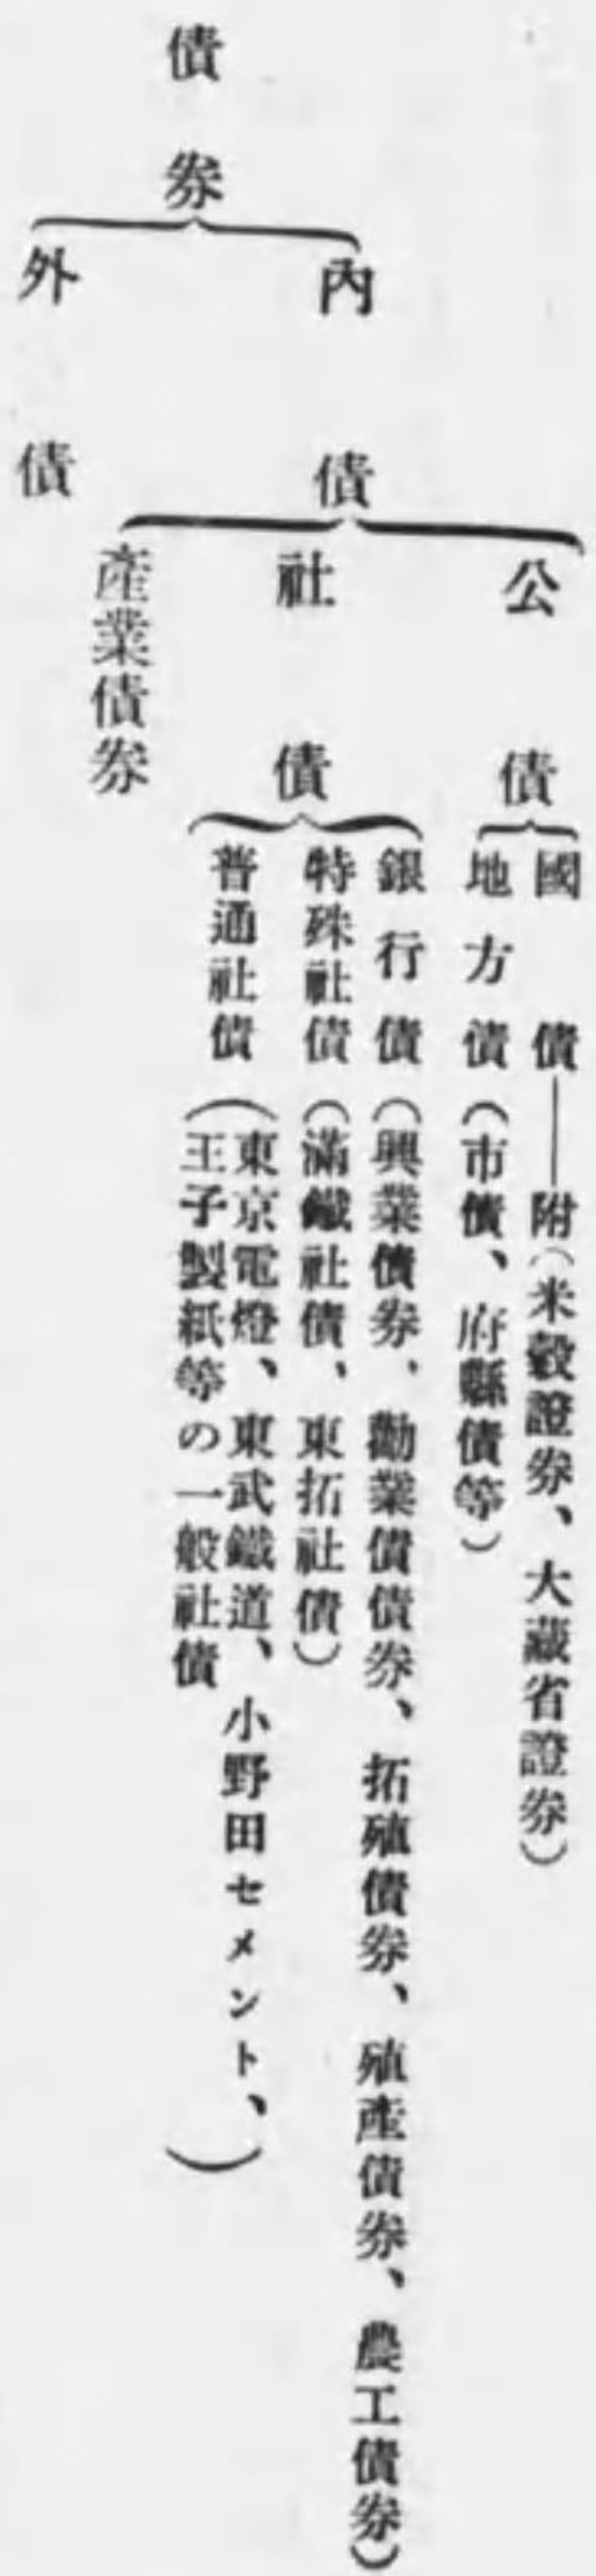 債券
內債
公債
國債——附(米穀證券、大藏省證券)
地方債(市債、府縣債等)
社債
銀行債(興業債券、勸業債債券、拓殖債券、殖產債券、農工債券)
特殊社債(滿鐵社債、東拓社債)
普通社債(東京電燈、東武鐵道、小野田セメント、
王子製紙等の一般社債)
產業債券
外債